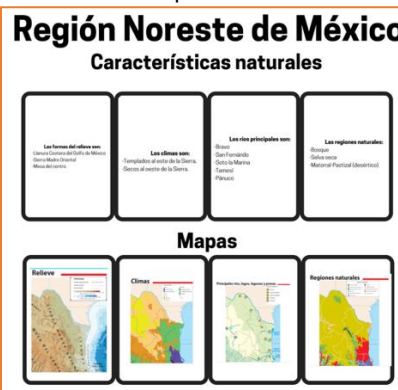 Región Noreste de México
Características naturales
Las formas del relieve son:
-Llanura Costera del Golfo de México
-Sierra Madre Oriental
-Mesa del centro
Los climas son:
-Templados al este de la Sierra.
-Secos al oeste de la Sierra.
Los ríos principales son:
-Bravo
-San Fernándo
-Soto la Marina
-Tamesí
-Pánuco
Las regiones naturales:
-Bosque
-Selva seca
-Matorral-Pastizal (desértico)
Mapas
Relieve
Climas
Principales ríos, lagos, lagunas y presas
Regiones naturales